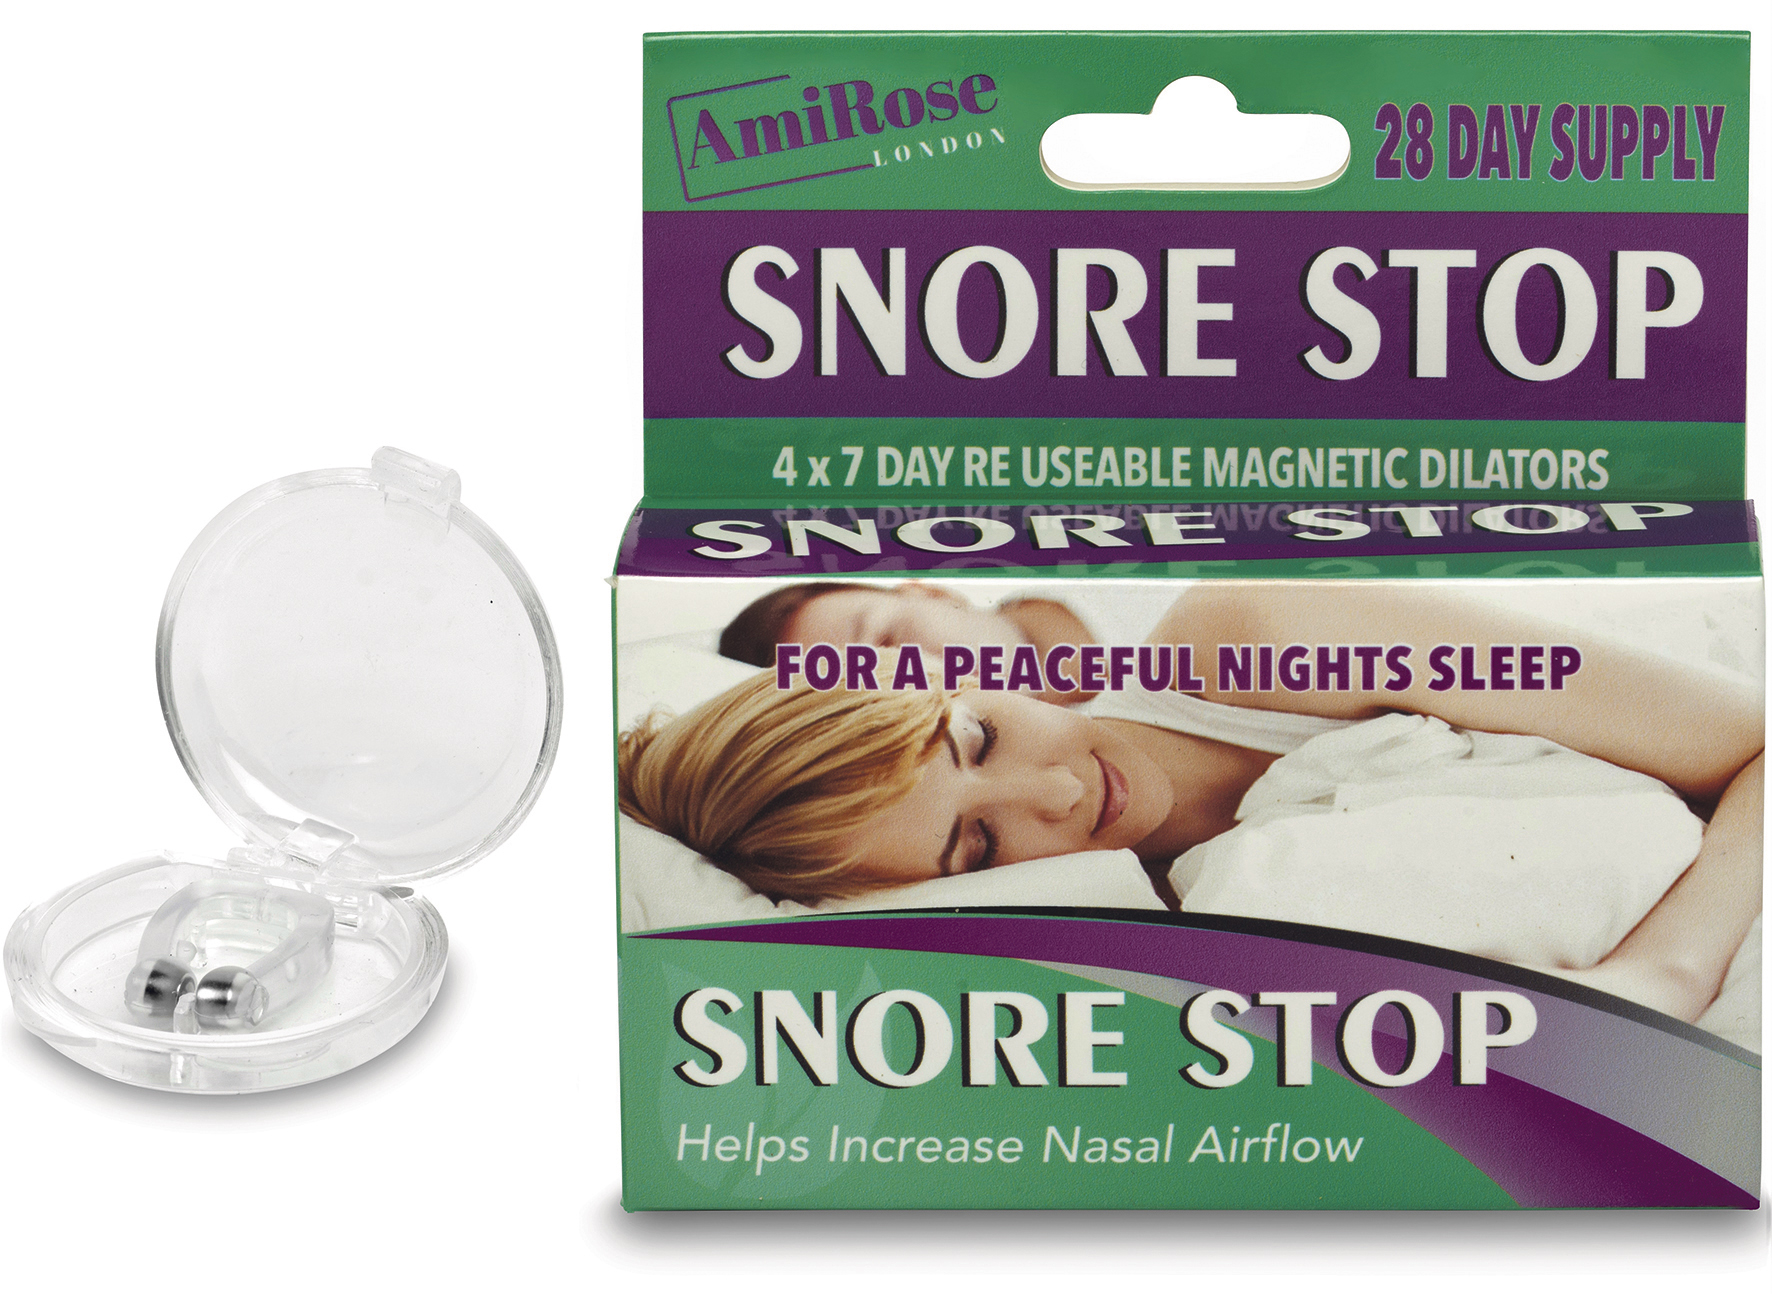 AmiRose
LONDON
28 DAY SUPPLY
SNORE STOP
4 x 7 DAY RE USEABLE MAGNETIC DILATORS
SNORE STOP
FOR A PEACEFUL NIGHTS SLEEP
SNORE STOP
Helps Increase Nasal Airflow